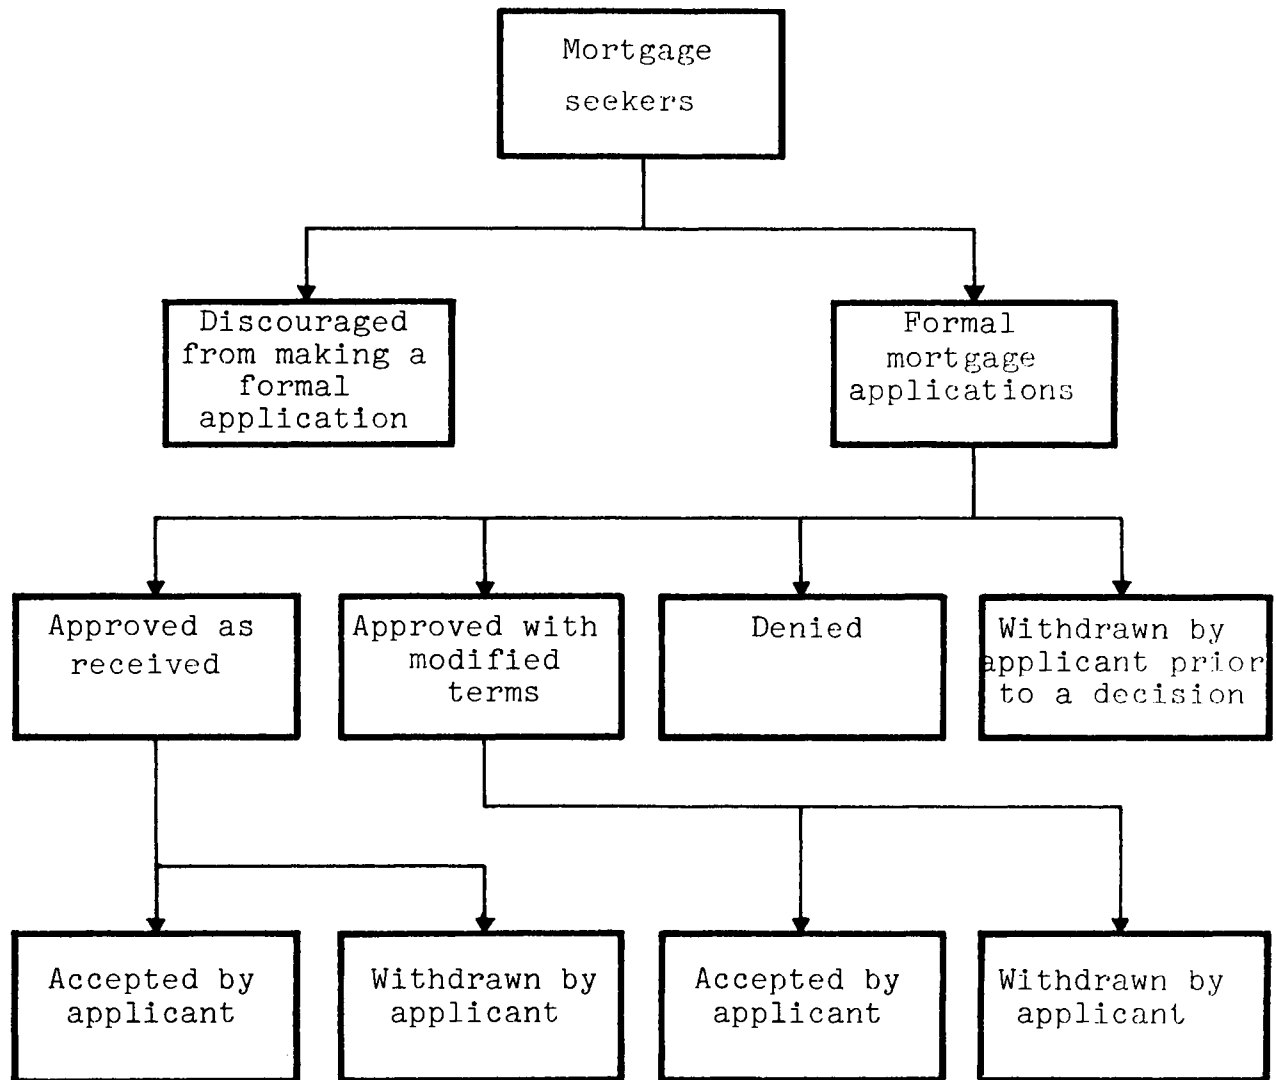 Mortgage
seekers
Discouraged
from making a
formal
application
Formal
mortgage
applications
Approved as
received
Approved with
modified
terms
Denied
Withdrawn by
applicant prior
to a decision
Accepted by
applicant
Withdrawn by
applicant
Accepted by
applicant
Withdrawn by
applicant